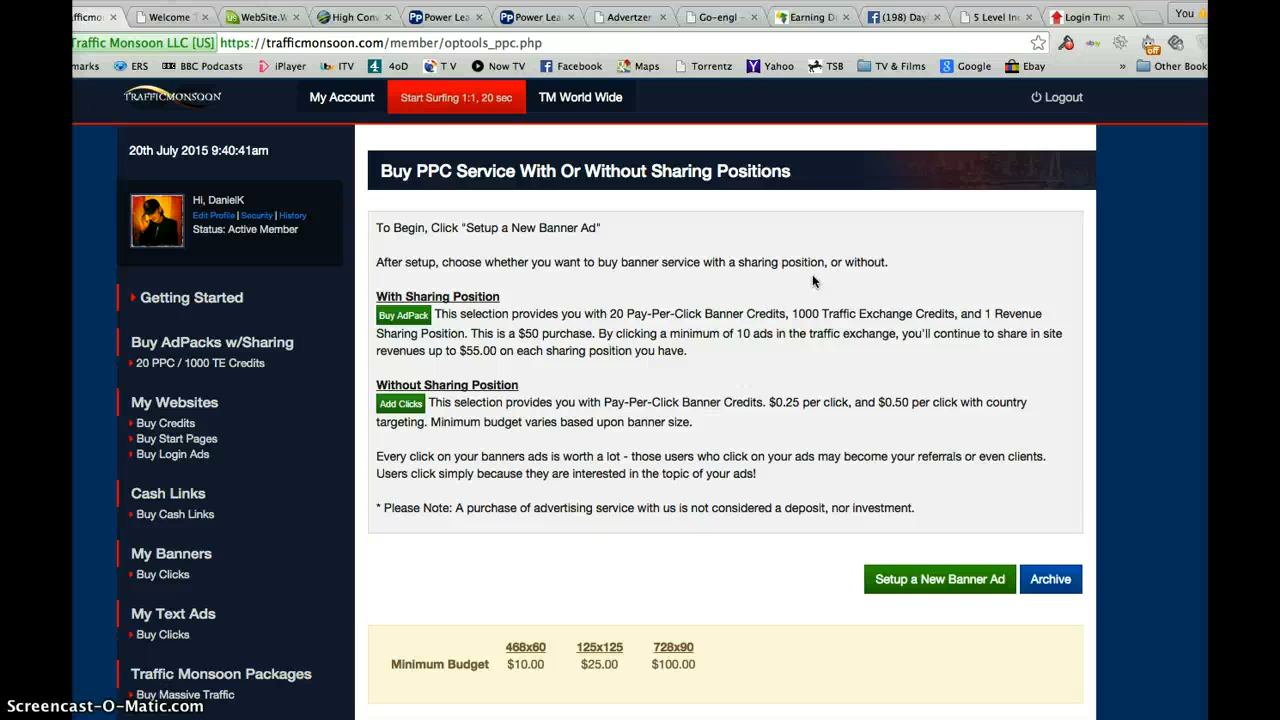 fficmo
Welcome T
WebSite.W
High Con
Power Lea
Power Lea
Advertzer
Go-engl –
Earning D
(198) Day
5 Level In
Login Tim
You
Traffic Monsoon LLC [US] https://trafficmonsoon.com/member/optools_ppc.php
marks ERS BBC Podcasts iPlayer ITV 4oD T V Now TV Facebook Maps Torrentz Yahoo TSB TV & Films Google Ebay » Other Book
off
TRAFFICMONSOON My Account Start Surfing 1:1, 20 sec TM World Wide Logout
20th July 2015 9:40:41am
Hi, DanielK
Edit Profile | Security | History
Status: Active Member
Getting Started
Buy AdPacks w/Sharing
20 PPC / 1000 TE Credits
My Websites
Buy Credits
Buy Start Pages
Buy Login Ads
Cash Links
Buy Cash Links
My Banners
Buy Clicks
My Text Ads
Buy Clicks
Traffic Monsoon Packages
Buy Massive Traffic
Buy PPC Service With Or Without Sharing Positions
To Begin, Click "Setup a New Banner Ad"
After setup, choose whether you want to buy banner service with a sharing position, or without.
With Sharing Position
Buy AdPack This selection provides you with 20 Pay-Per-Click Banner Credits, 1000 Traffic Exchange Credits, and 1 Revenue
Sharing Position. This is a $50 purchase. By clicking a minimum of 10 ads in the traffic exchange, you'll continue to share in site
revenues up to $55.00 on each sharing position you have.
Without Sharing Position
Add Clicks This selection provides you with Pay-Per-Click Banner Credits. $0.25 per click, and $0.50 per click with country
targeting. Minimum budget varies based upon banner size.
Every click on your banners ads is worth a lot - those users who click on your ads may become your referrals or even clients.
Users click simply because they are interested in the topic of your ads!
* Please Note: A purchase of advertising service with us is not considered a deposit, nor investment.
Setup a New Banner Ad Archive
468x60 125x125 728x90
Minimum Budget $10.00 $25.00 $100.00
Screencast-O-Matic.com